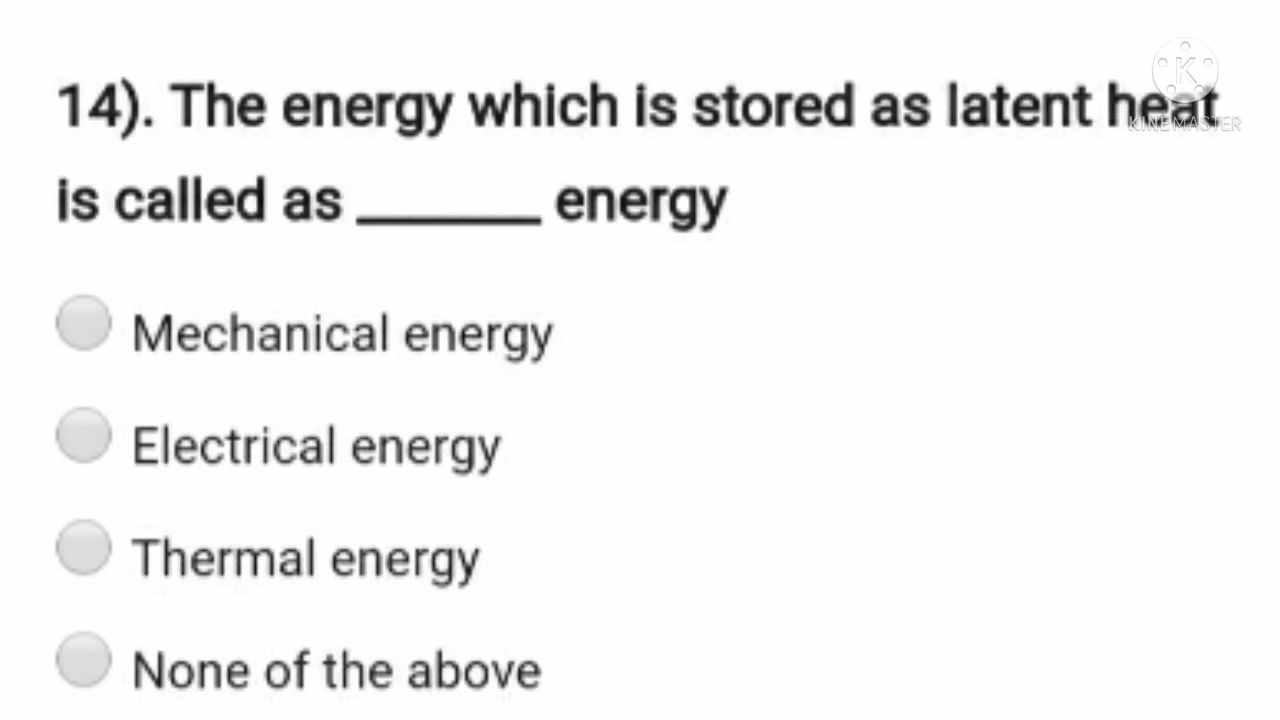 14). The energy which is stored as latent heat
KINEMASTER
is called as _______ energy
Mechanical energy
Electrical energy
Thermal energy
None of the above